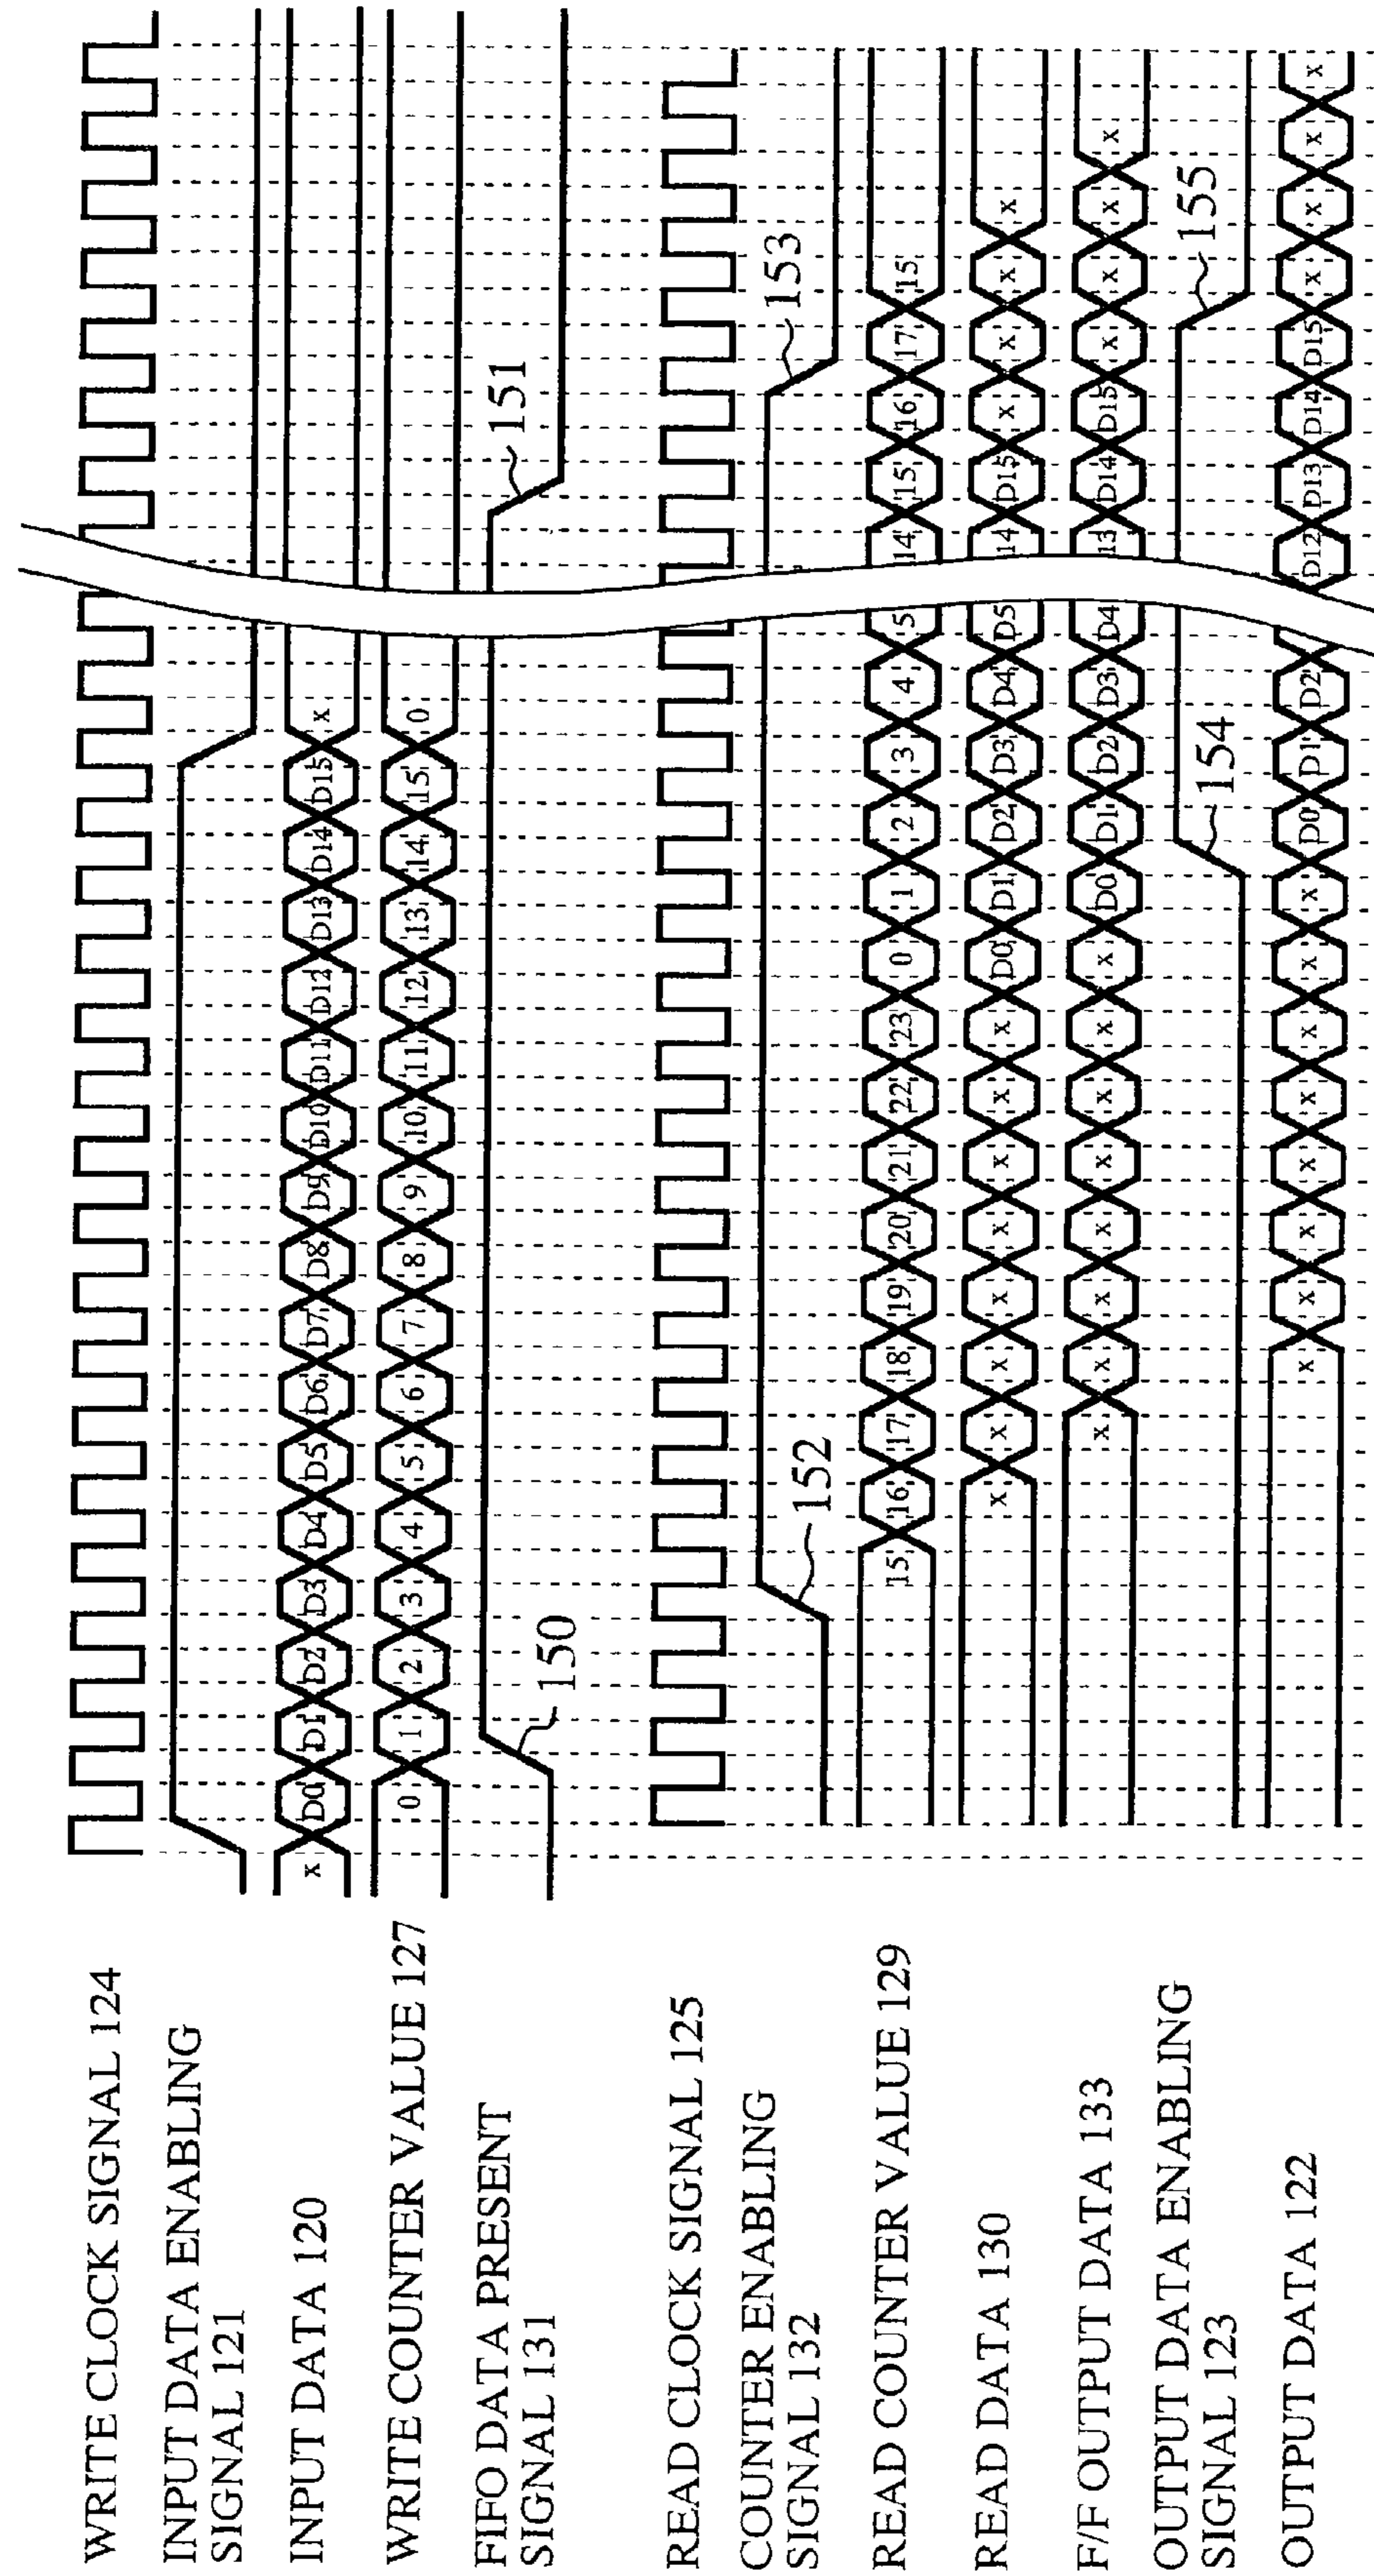 WRITE CLOCK SIGNAL 124
INPUT DATA ENABLING
SIGNAL 121
INPUT DATA 120
x D0 D1 D2 D3 D4 D5 D6 D7 D8 D9 D10 D11 D12 D13 D14 D15 x
WRITE COUNTER VALUE 127
0 1 2 3 4 5 6 7 8 9 10 11 12 13 14 15 0
FIFO DATA PRESENT
SIGNAL 131
150 151
READ CLOCK SIGNAL 125
COUNTER ENABLING
SIGNAL 132
152 153
READ COUNTER VALUE 129
15 16 17 18 19 20 21 22 23 0 1 2 3 4 5 14 15 16 17 15
READ DATA 130
x x x x x x x x D0 D1 D2 D3 D4 D5 14 D15 x x x x
F/F OUTPUT DATA 133
x x x x x x x x D0 D1 D2 D3 D4 13 D14 D15 x x x x
OUTPUT DATA ENABLING
SIGNAL 123
154 155
OUTPUT DATA 122
x x x x x x x x D0 D1 D2 D12 D13 D14 D15 x x x x